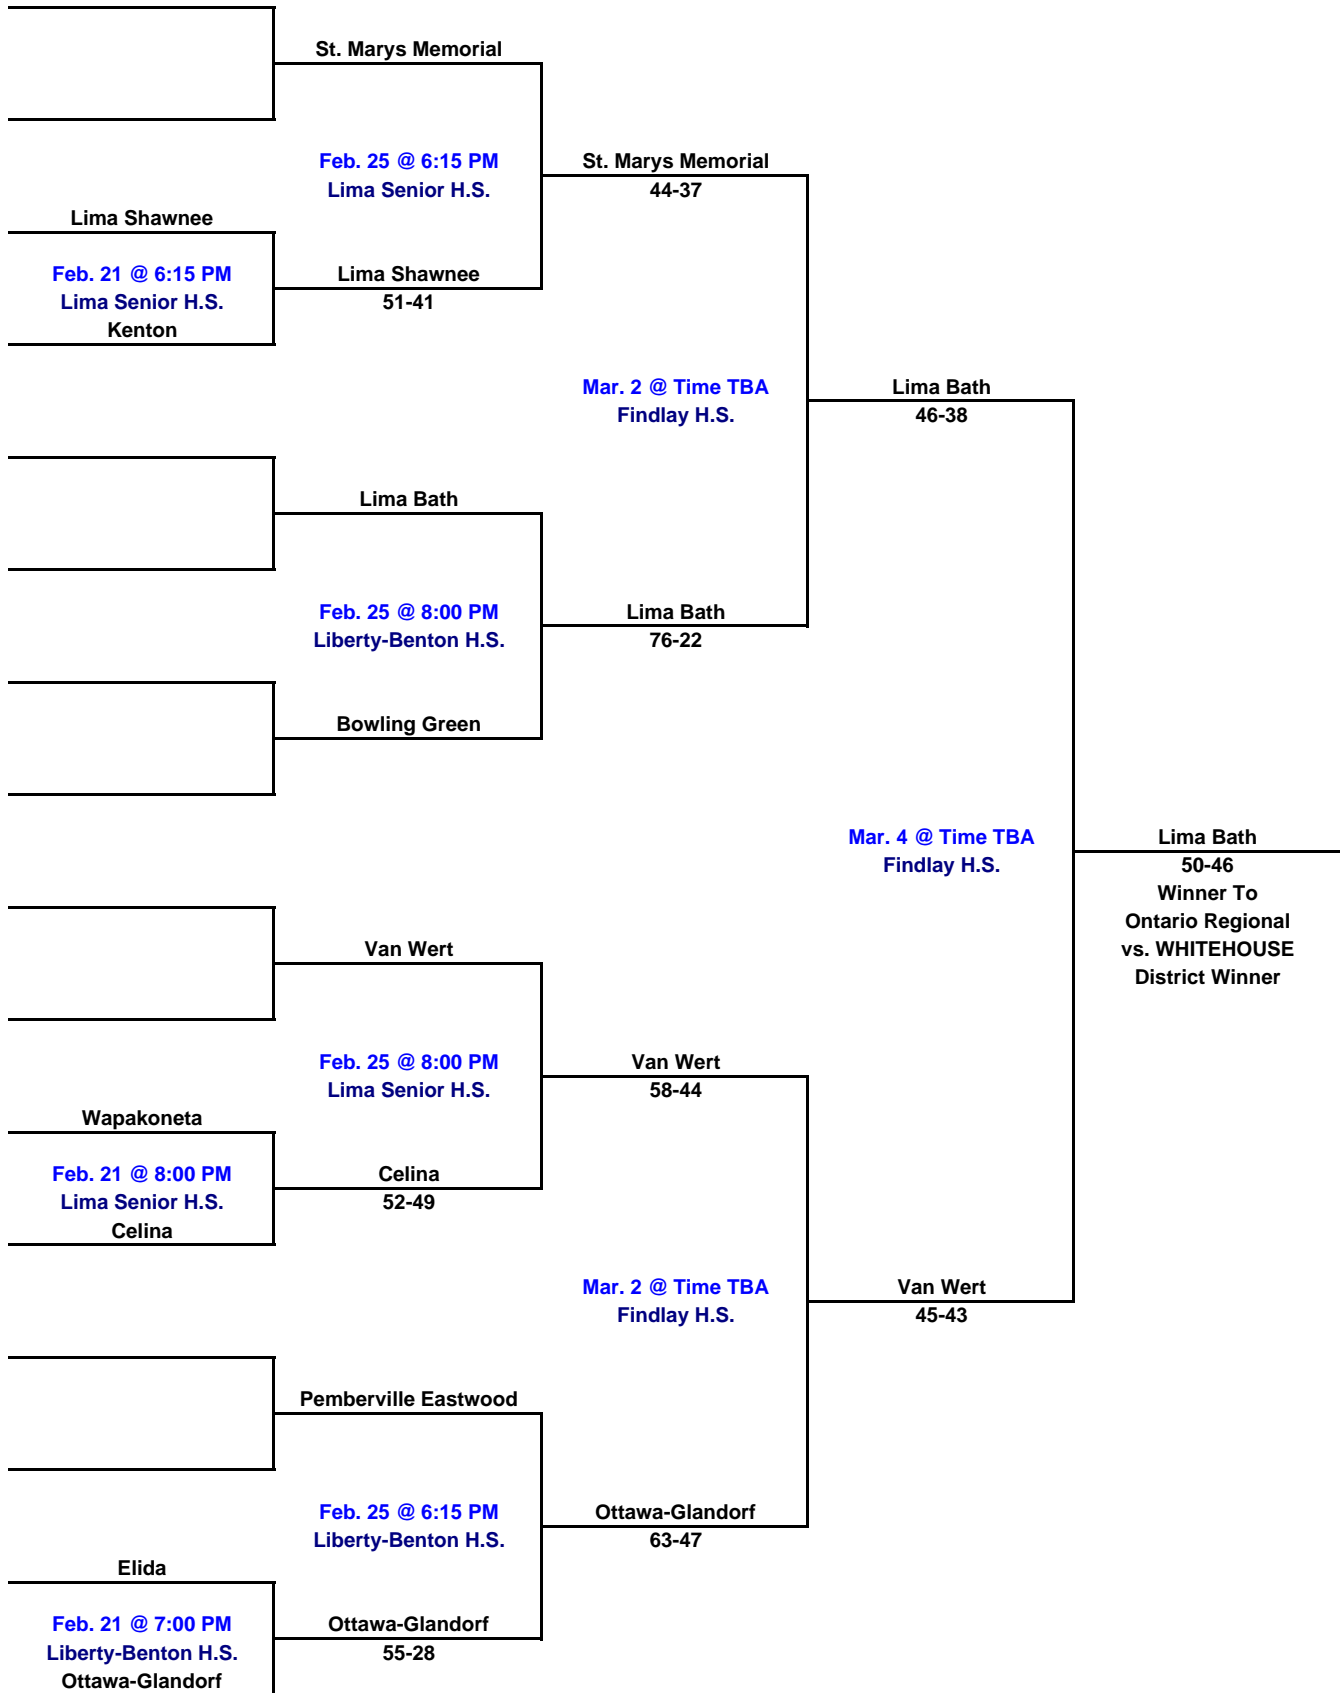 St. Marys Memorial
Feb. 25 @ 6:15 PM
Lima Senior H.S.
St. Marys Memorial
44-37
Lima Shawnee
Feb. 21 @ 6:15 PM
Lima Senior H.S.
Kenton
Lima Shawnee
51-41
Mar. 2 @ Time TBA
Findlay H.S.
Lima Bath
46-38
Lima Bath
Feb. 25 @ 8:00 PM
Liberty-Benton H.S.
Lima Bath
76-22
Bowling Green
Mar. 4 @ Time TBA
Findlay H.S.
Lima Bath
50-46
Winner To
Ontario Regional
vs. WHITEHOUSE
District Winner
Van Wert
Feb. 25 @ 8:00 PM
Lima Senior H.S.
Van Wert
58-44
Wapakoneta
Feb. 21 @ 8:00 PM
Lima Senior H.S.
Celina
Celina
52-49
Mar. 2 @ Time TBA
Findlay H.S.
Van Wert
45-43
Pemberville Eastwood
Feb. 25 @ 6:15 PM
Liberty-Benton H.S.
Ottawa-Glandorf
63-47
Elida
Feb. 21 @ 7:00 PM
Liberty-Benton H.S.
Ottawa-Glandorf
Ottawa-Glandorf
55-28